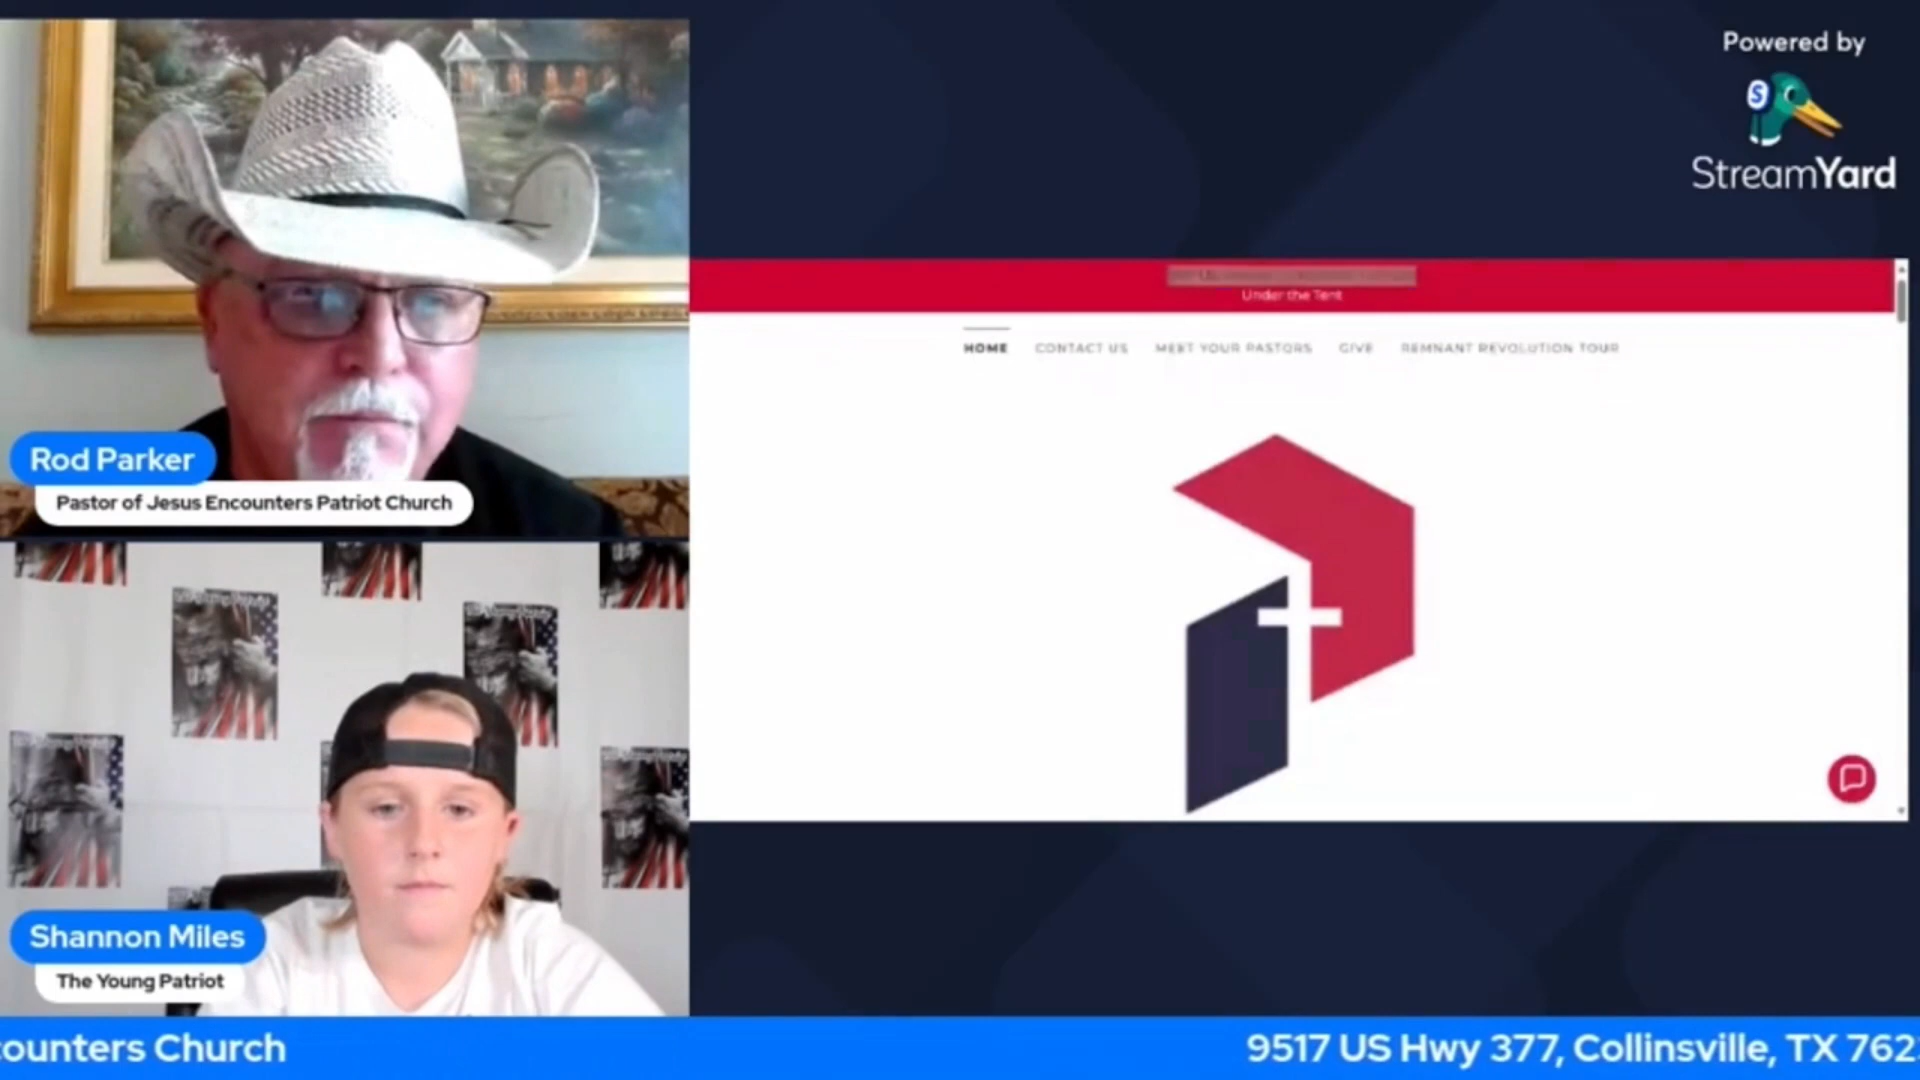 Powered by
S
StreamYard
Under the Tent
HOME CONTACT US MEET YOUR PASTORS GIVE REMNANT REVOLUTION TOUR
Rod Parker
Pastor of Jesus Encounters Patriot Church
Shannon Miles
The Young Patriot
counters Church
9517 US Hwy 377, Collinsville, TX 762